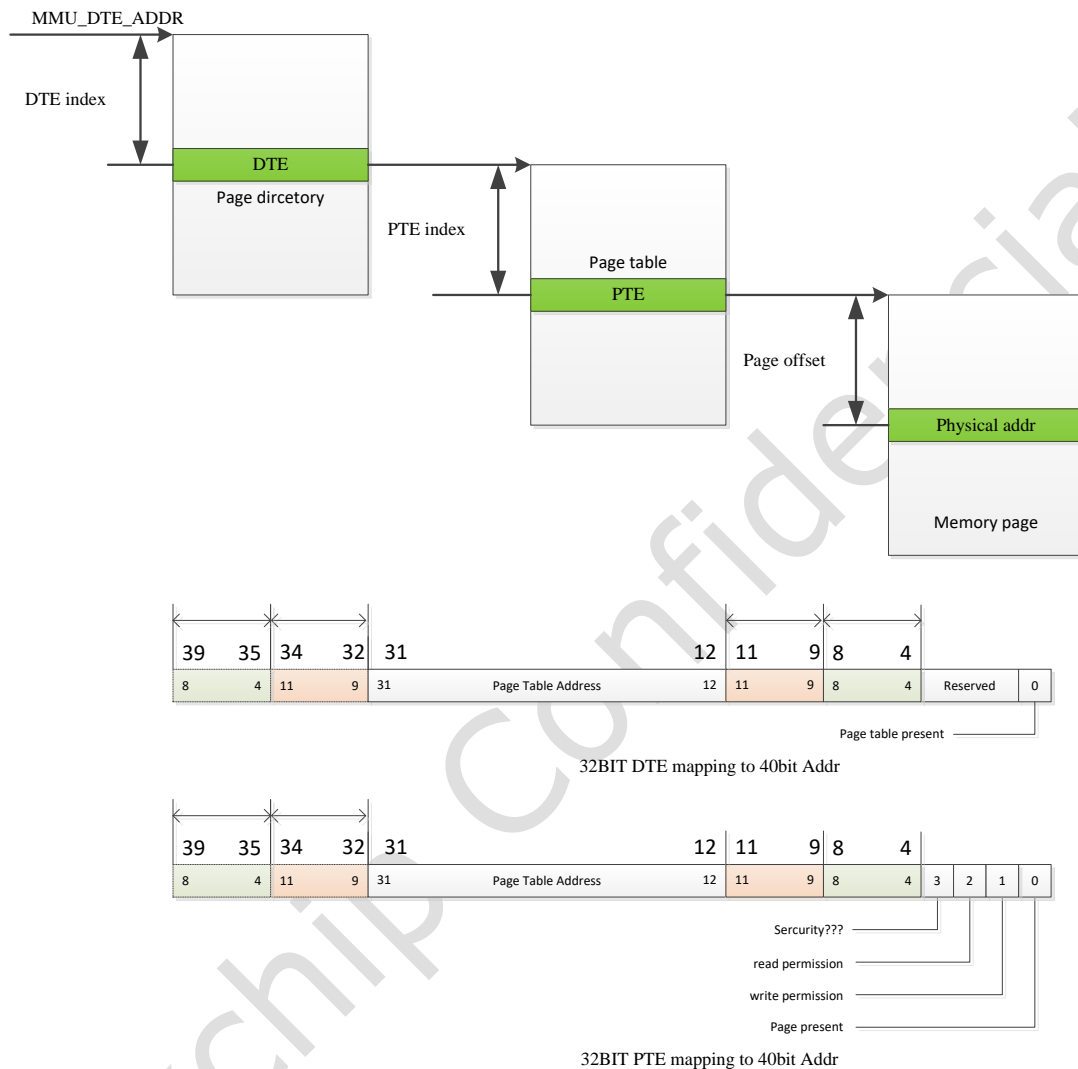 MMU_DTE_ADDR
DTE index
DTE
Page dircetory
PTE index
Page table
PTE
Page offset
Physical addr
Memory page
39 35 34 32 31 12 11 9 8 4
8 4 11 9 31 Page Table Address 12 11 9 8 4 Reserved 0
Page table present
32BIT DTE mapping to 40bit Addr
39 35 34 32 31 12 11 9 8 4
8 4 11 9 31 Page Table Address 12 11 9 8 4 3 2 1 0
Sercurity???
read permission
write permission
Page present
32BIT PTE mapping to 40bit Addr